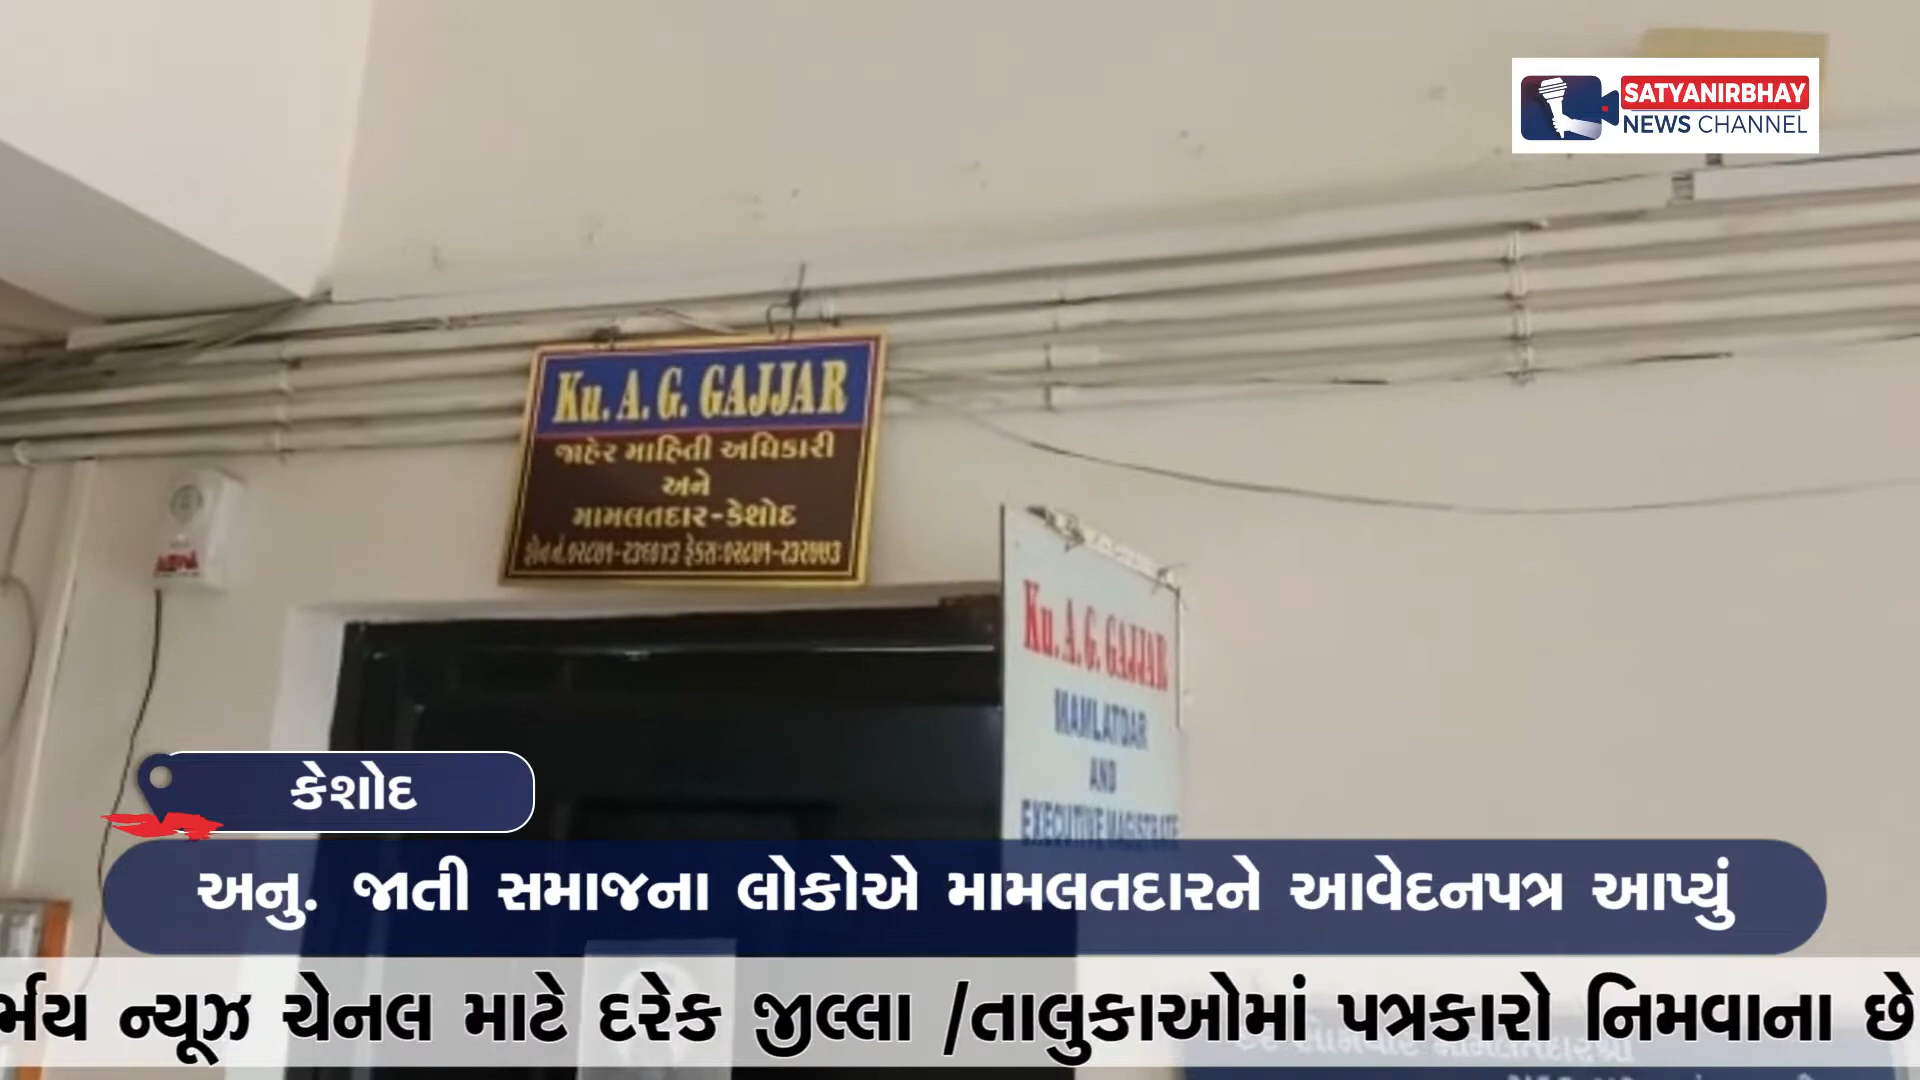 SATYANIRBHAY
NEWS CHANNEL
Ku. A. G. GAJJAR
જાહેર માહિતી અધિકારી
અને
મામલતદાર-કેશોદ
Ku. A. G. GAJJAR
MAMLATDAR
AND
EXECUTIVE MAGISTRATE
કેશોદ
અનુ. જાતી સમાજના લોકોએ મામલતદારને આવેદનપત્ર આપ્યું
ર્ભય ન્યૂઝ ચેનલ માટે દરેક જીલ્લા /તાલુકાઓમાં પત્રકારો નિમવાના છે